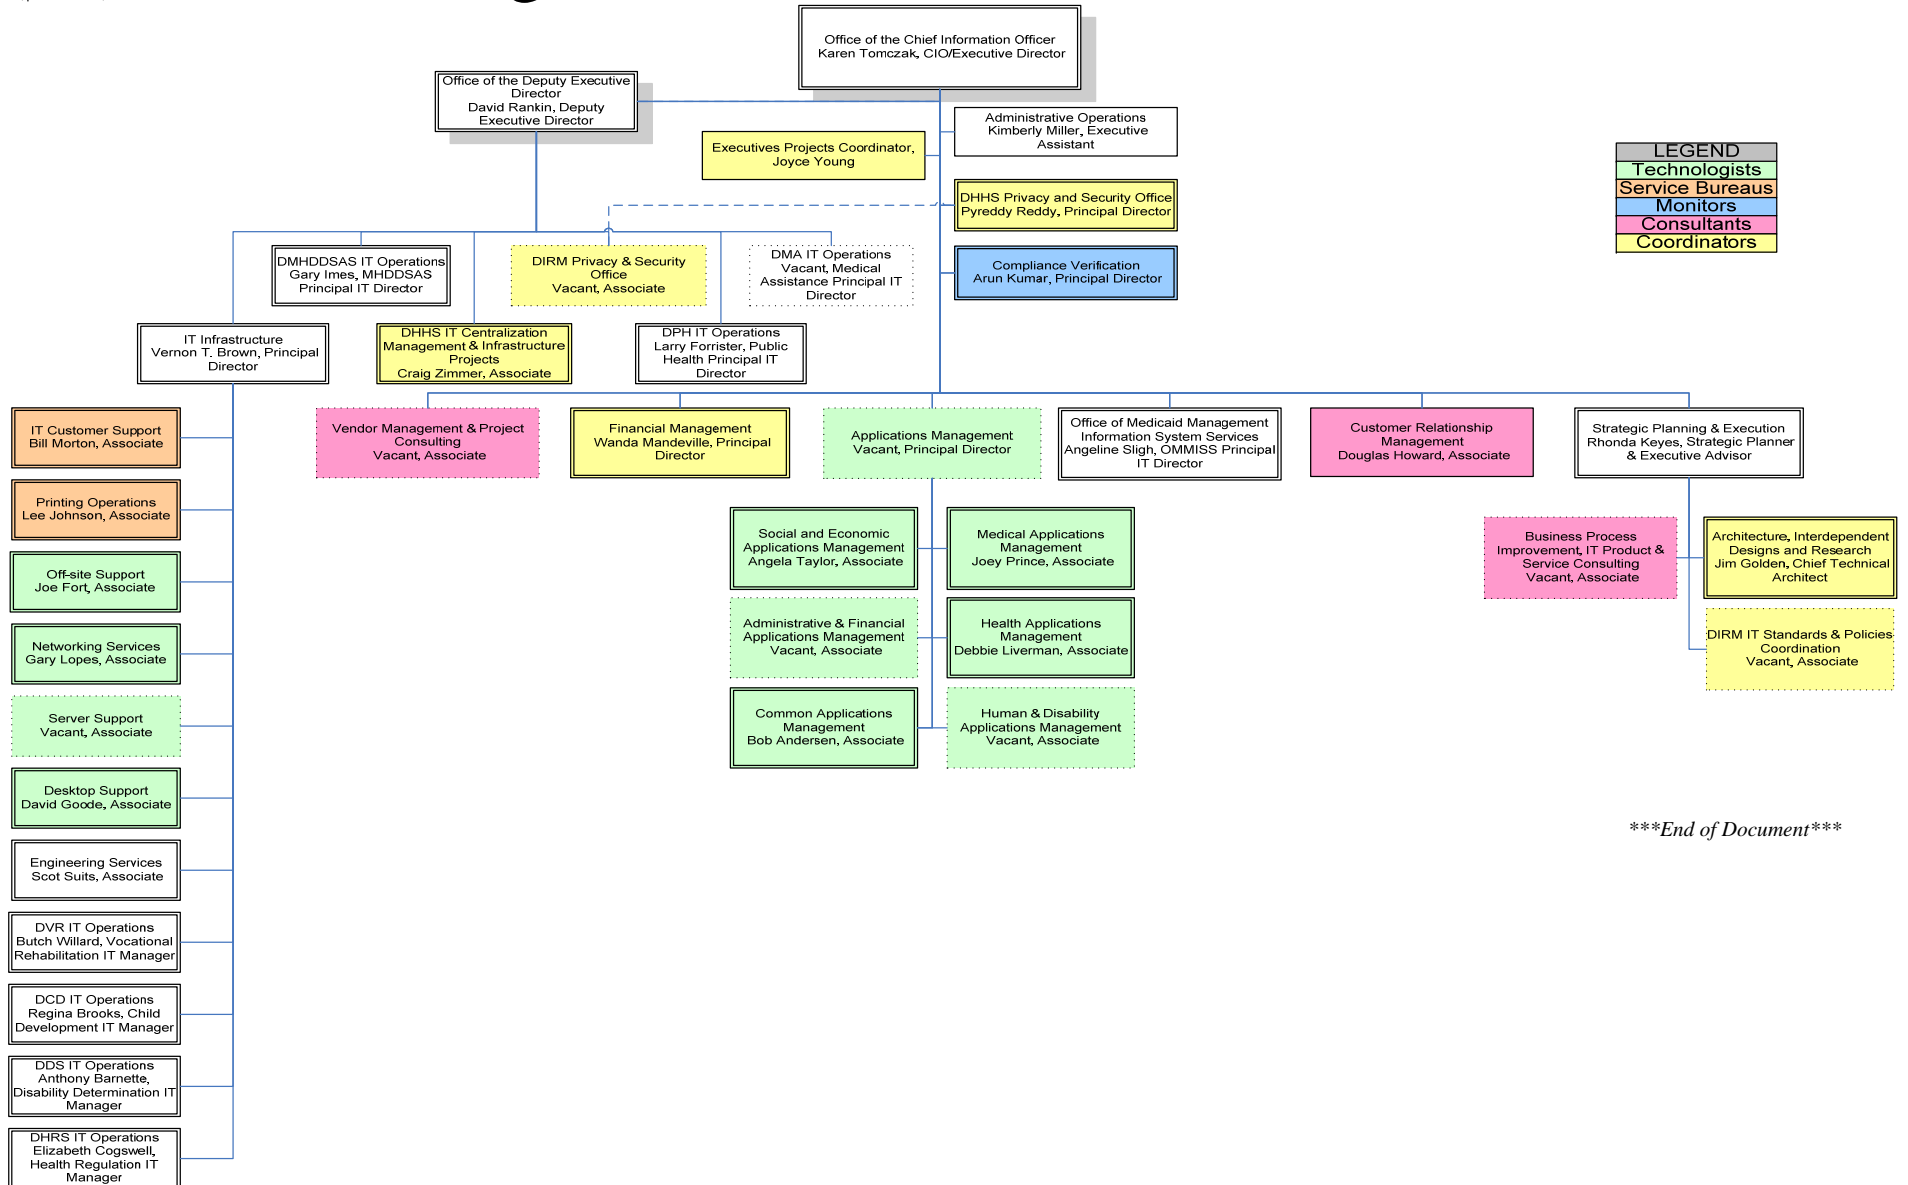 Office of the Chief Information Officer
Karen Tomczak, CIO/Executive Director
Office of the Deputy Executive
Director
David Rankin, Deputy
Executive Director
Administrative Operations
Kimberly Miller, Executive
Assistant
Executives Projects Coordinator,
Joyce Young
LEGEND
Technologists
Service Bureaus
Monitors
Consultants
Coordinators
DHHS Privacy and Security Office
Pyreddy Reddy, Principal Director
DMHDDSAS IT Operations
Gary Imes, MHDDSAS
Principal IT Director
DIRM Privacy & Security
Office
Vacant, Associate
DMA IT Operations
Vacant, Medical
Assistance Principal IT
Director
Compliance Verification
Arun Kumar, Principal Director
IT Infrastructure
Vernon T. Brown, Principal
Director
DHHS IT Centralization
Management & Infrastructure
Projects
Craig Zimmer, Associate
DPH IT Operations
Larry Forrister, Public
Health Principal IT
Director
IT Customer Support
Bill Morton, Associate
Vendor Management & Project
Consulting
Vacant, Associate
Financial Management
Wanda Mandeville, Principal
Director
Applications Management
Vacant, Principal Director
Office of Medicaid Management
Information System Services
Angeline Sligh, OMMISS Principal
IT Director
Customer Relationship
Management
Douglas Howard, Associate
Strategic Planning & Execution
Rhonda Keyes, Strategic Planner
& Executive Advisor
Printing Operations
Lee Johnson, Associate
Off-site Support
Joe Fort, Associate
Networking Services
Gary Lopes, Associate
Server Support
Vacant, Associate
Desktop Support
David Goode, Associate
Engineering Services
Scot Suits, Associate
DVR IT Operations
Butch Willard, Vocational
Rehabilitation IT Manager
DCD IT Operations
Regina Brooks, Child
Development IT Manager
DDS IT Operations
Anthony Barnette,
Disability Determination IT
Manager
DHRS IT Operations
Elizabeth Cogswell,
Health Regulation IT
Manager
Social and Economic
Applications Management
Angela Taylor, Associate
Medical Applications
Management
Joey Prince, Associate
Administrative & Financial
Applications Management
Vacant, Associate
Health Applications
Management
Debbie Liverman, Associate
Common Applications
Management
Bob Andersen, Associate
Human & Disability
Applications Management
Vacant, Associate
Business Process
Improvement, IT Product &
Service Consulting
Vacant, Associate
Architecture, Interdependent
Designs and Research
Jim Golden, Chief Technical
Architect
DIRM IT Standards & Policies
Coordination
Vacant, Associate
***End of Document***